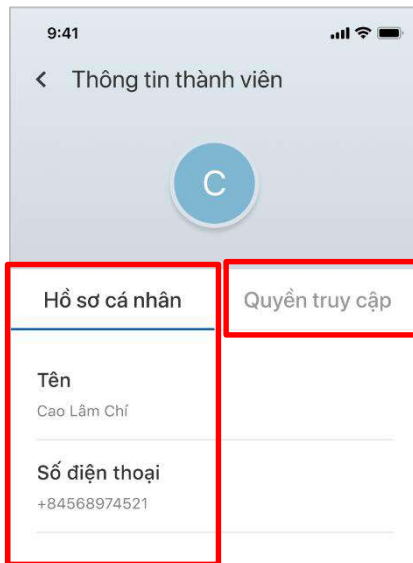 9:41
Thông tin thành viên
C
Hồ sơ cá nhân
Quyền truy cập
Tên
Cao Lâm Chí
Số điện thoại
+84568974521